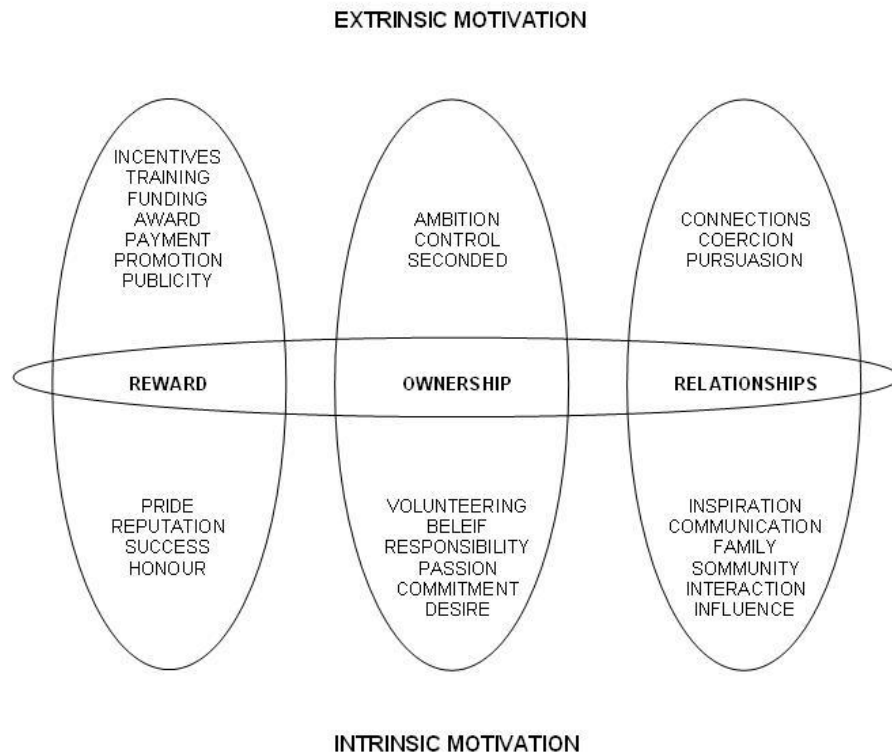 EXTRINSIC MOTIVATION
INCENTIVES
TRAINING
FUNDING
AWARD
PAYMENT
PROMOTION
PUBLICITY
AMBITION
CONTROL
SECONDED
CONNECTIONS
COERCION
PURSUASION
REWARD
OWNERSHIP
RELATIONSHIPS
PRIDE
REPUTATION
SUCCESS
HONOUR
VOLUNTEERING
BELEIF
RESPONSIBILITY
PASSION
COMMITMENT
DESIRE
INSPIRATION
COMMUNICATION
FAMILY
SOMMUNITY
INTERACTION
INFLUENCE
INTRINSIC MOTIVATION